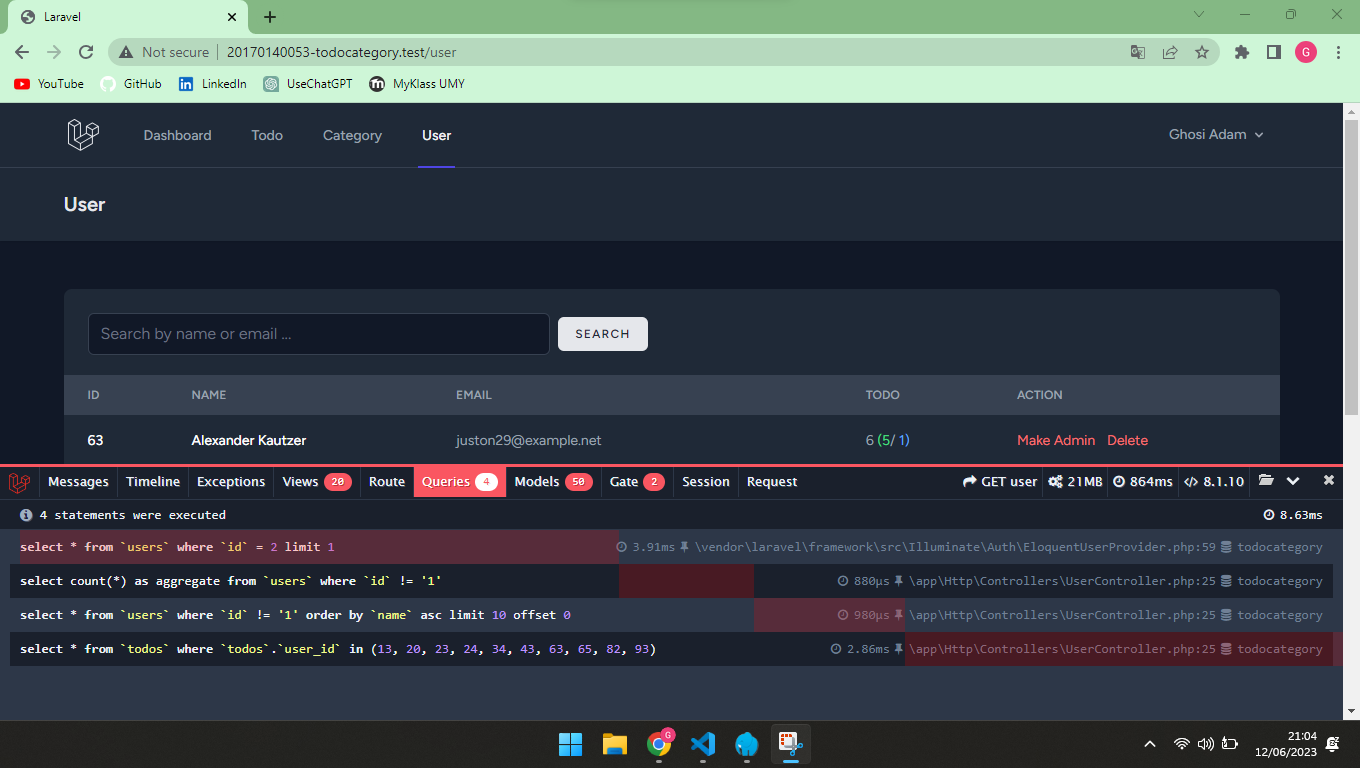 Laravel
Not secure 20170140053-todocategory.test/user
G
YouTube GitHub LinkedIn UseChatGPT MyKlass UMY
Dashboard Todo Category User Ghosi Adam
User
Search by name or email ... SEARCH
ID NAME EMAIL TODO ACTION
63 Alexander Kautzer juston29@example.net 6 (5/ 1) Make Admin Delete
Messages Timeline Exceptions Views 20 Route Queries 4 Models 50 Gate 2 Session Request GET user 21MB 864ms 8.1.10
4 statements were executed 8.63ms
select * from `users` where `id` = 2 limit 1 3.91ms \vendor\laravel\framework\src\Illuminate\Auth\EloquentUserProvider.php:59 todocategory
select count(*) as aggregate from `users` where `id` != '1' 880μs \app\Http\Controllers\UserController.php:25 todocategory
select * from `users` where `id` != '1' order by `name` asc limit 10 offset 0 980μs \app\Http\Controllers\UserController.php:25 todocategory
select * from `todos` where `todos`.`user_id` in (13, 20, 23, 24, 34, 43, 63, 65, 82, 93) 2.86ms \app\Http\Controllers\UserController.php:25 todocategory
G
21:04
12/06/2023